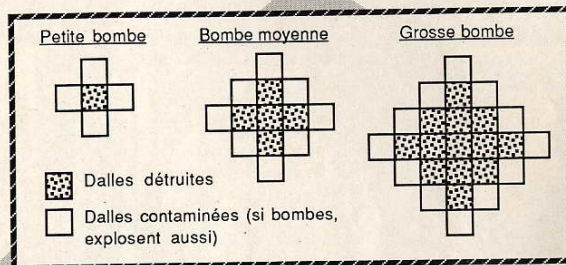 Petite bombe
Bombe moyenne
Grosse bombe
Dalles détruites
Dalles contaminées (si bombes,
explosent aussi)